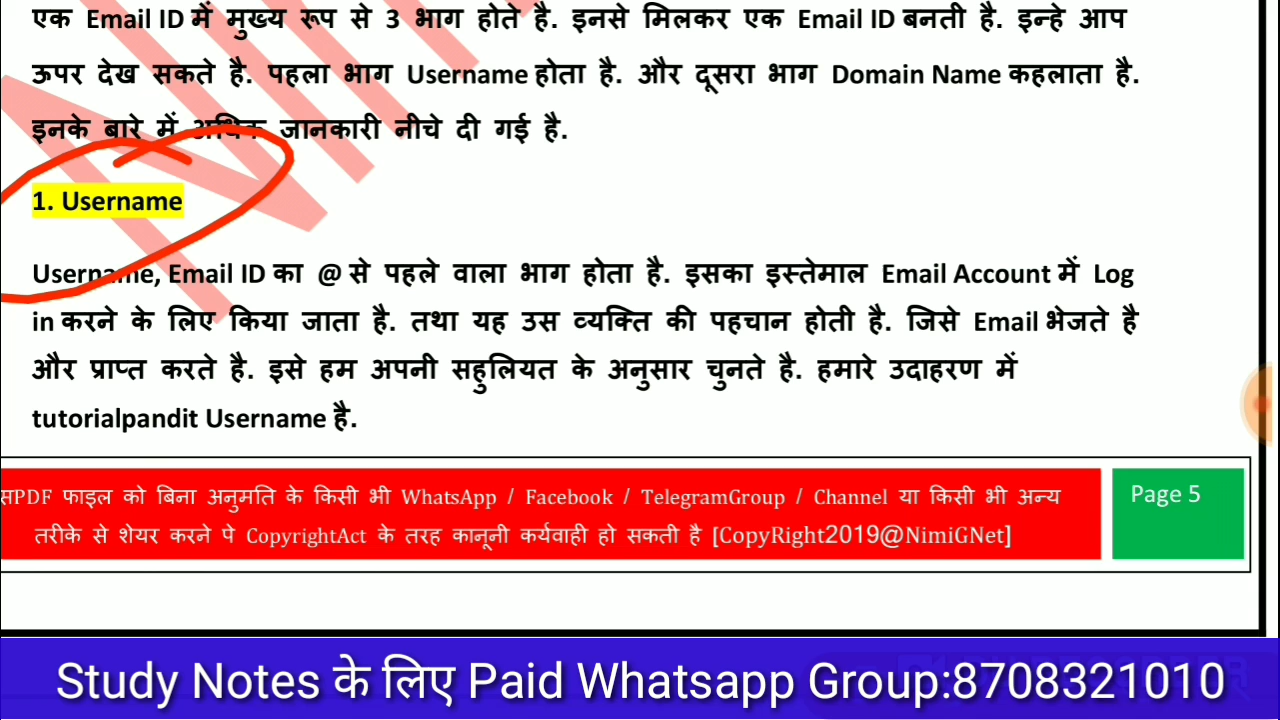 एक Email ID में मुख्य रूप से 3 भाग होते है. इनसे मिलकर एक Email ID बनती है. इन्हे आप
ऊपर देख सकते है. पहला भाग Username होता है. और दूसरा भाग Domain Name कहलाता है.
इनके बारे में अधिक जानकारी नीचे दी गई है.
1. Username
Username, Email ID का @ से पहले वाला भाग होता है. इसका इस्तेमाल Email Account में Log
in करने के लिए किया जाता है. तथा यह उस व्यक्ति की पहचान होती है. जिसे Email भेजते है
और प्राप्त करते है. इसे हम अपनी सहुलियत के अनुसार चुनते है. हमारे उदाहरण में
tutorialpandit Username है.
सPDF फाइल को बिना अनुमति के किसी भी WhatsApp / Facebook / TelegramGroup / Channel या किसी भी अन्य
तरीके से शेयर करने पे CopyrightAct के तरह कानूनी कर्यवाही हो सकती है [CopyRight2019@NimiGNet]
Page 5
Study Notes के लिए Paid Whatsapp Group:8708321010